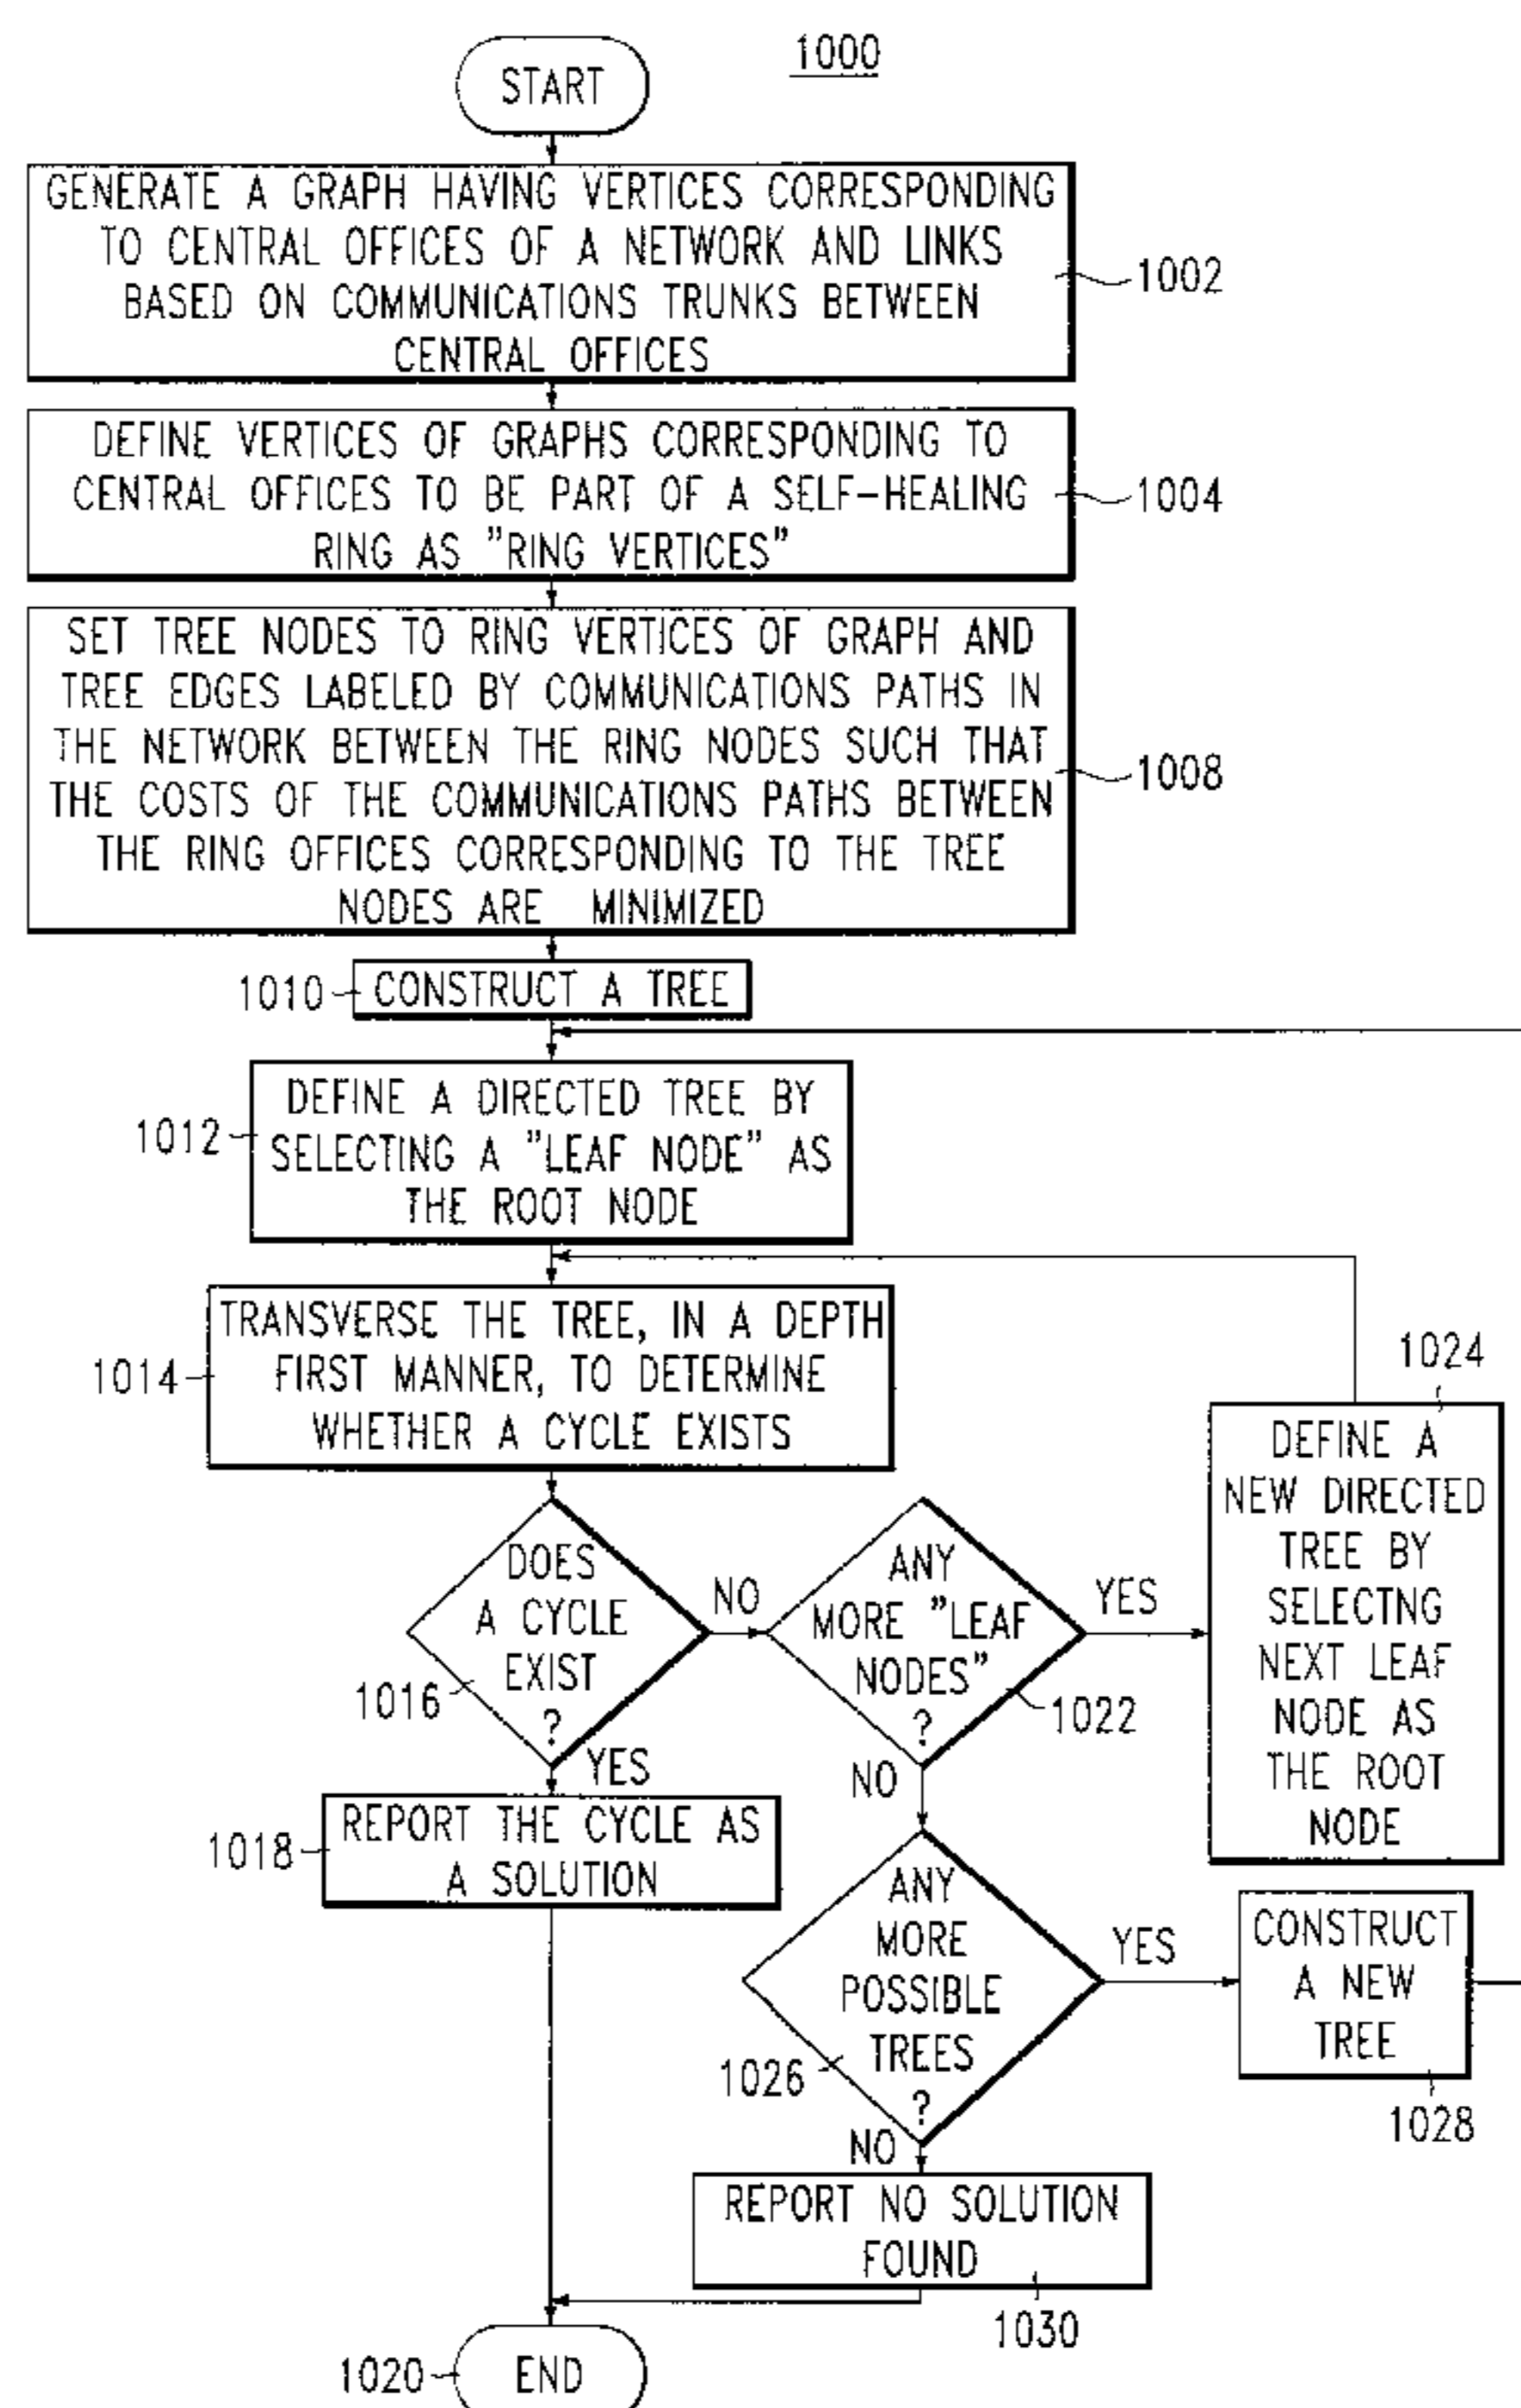 1000
START
GENERATE A GRAPH HAVING VERTICES CORRESPONDING
TO CENTRAL OFFICES OF A NETWORK AND LINKS
BASED ON COMMUNICATIONS TRUNKS BETWEEN
CENTRAL OFFICES
1002
DEFINE VERTICES OF GRAPHS CORRESPONDING TO
CENTRAL OFFICES TO BE PART OF A SELF-HEALING
RING AS "RING VERTICES"
1004
SET TREE NODES TO RING VERTICES OF GRAPH AND
TREE EDGES LABELED BY COMMUNICATIONS PATHS IN
THE NETWORK BETWEEN THE RING NODES SUCH THAT
THE COSTS OF THE COMMUNICATIONS PATHS BETWEEN
THE RING OFFICES CORRESPONDING TO THE TREE
NODES ARE MINIMIZED
1008
1010
CONSTRUCT A TREE
1012
DEFINE A DIRECTED TREE BY
SELECTING A "LEAF NODE" AS
THE ROOT NODE
1014
TRANSVERSE THE TREE, IN A DEPTH
FIRST MANNER, TO DETERMINE
WHETHER A CYCLE EXISTS
1024
DEFINE A
NEW DIRECTED
TREE BY
SELECTNG
NEXT LEAF
NODE AS
THE ROOT
NODE
DOES
A CYCLE
EXIST
?
1016
NO
YES
ANY
MORE "LEAF
NODES"
?
1022
YES
NO
1018
REPORT THE CYCLE AS
A SOLUTION
ANY
MORE
POSSIBLE
TREES
?
1026
YES
NO
CONSTRUCT
A NEW
TREE
1028
REPORT NO SOLUTION
FOUND
1030
1020
END